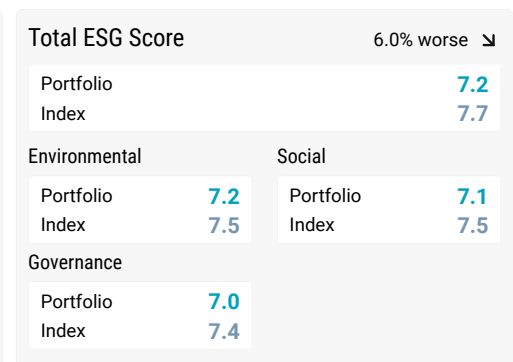 Total ESG Score 6.0% worse ↘
Portfolio 7.2
Index 7.7
Environmental Social
Portfolio 7.2 Portfolio 7.1
Index 7.5 Index 7.5
Governance
Portfolio 7.0
Index 7.4